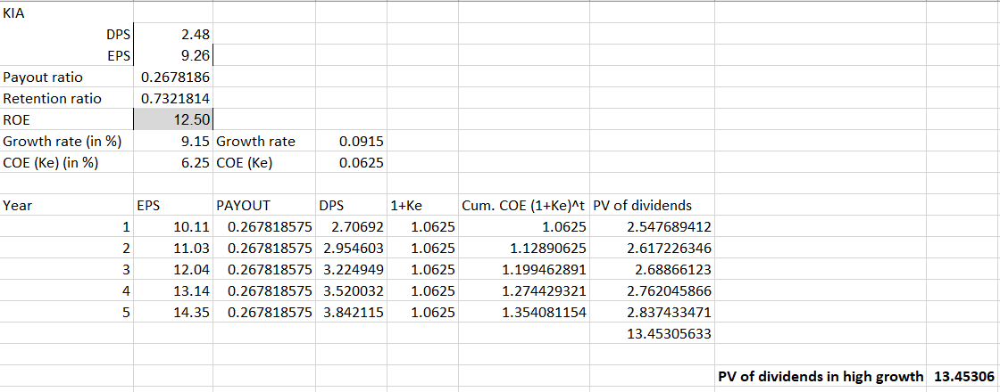 KIA
DPS 2.48
EPS 9.26
Payout ratio 0.2678186
Retention ratio 0.7321814
ROE 12.50
Growth rate (in %) 9.15 Growth rate 0.0915
COE (Ke) (in %) 6.25 COE (Ke) 0.0625
Year EPS PAYOUT DPS 1+Ke Cum. COE (1+Ke)^t PV of dividends
1 10.11 0.267818575 2.70692 1.0625 1.0625 2.547689412
2 11.03 0.267818575 2.954603 1.0625 1.12890625 2.617226346
3 12.04 0.267818575 3.224949 1.0625 1.199462891 2.68866123
4 13.14 0.267818575 3.520032 1.0625 1.274429321 2.762045866
5 14.35 0.267818575 3.842115 1.0625 1.354081154 2.837433471
13.45305633
PV of dividends in high growth 13.45306